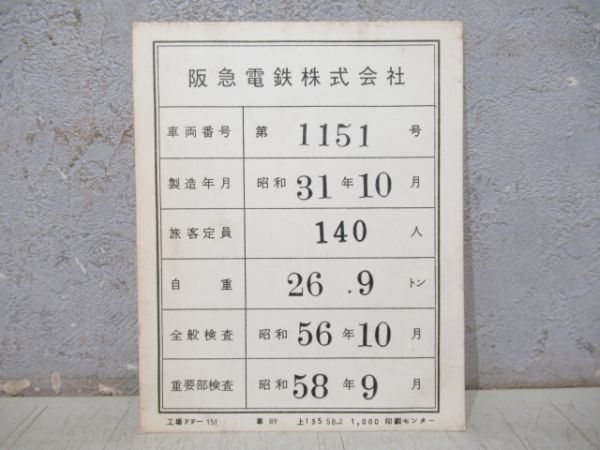 阪急電鉄株式会社
車両番号 第 1151 号
製造年月 昭和 31 年 10 月
旅客定員 140 人
自重 26.9 トン
全般検査 昭和 56 年 10 月
重要部検査 昭和 58 年 9 月
工場FF-151 車 89 上135 58.2 1,000 印刷センター